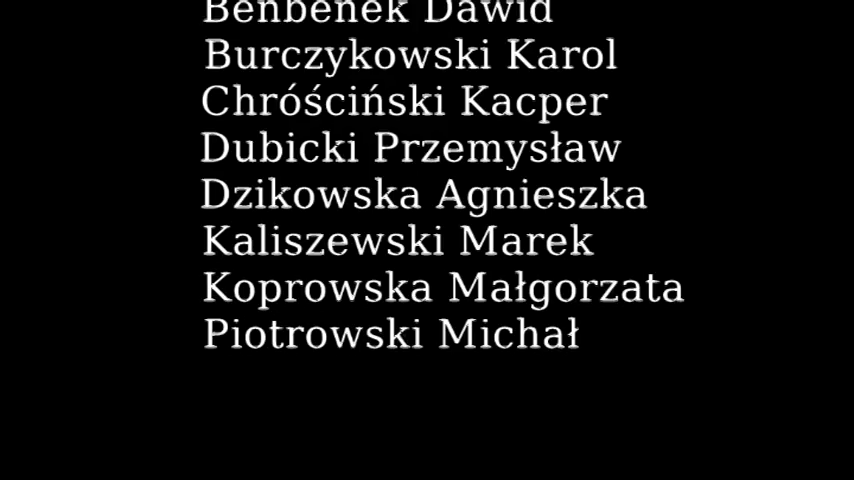 Benbenek Dawid
Burczykowski Karol
Chróściński Kacper
Dubicki Przemysław
Dzikowska Agnieszka
Kaliszewski Marek
Koprowska Małgorzata
Piotrowski Michał